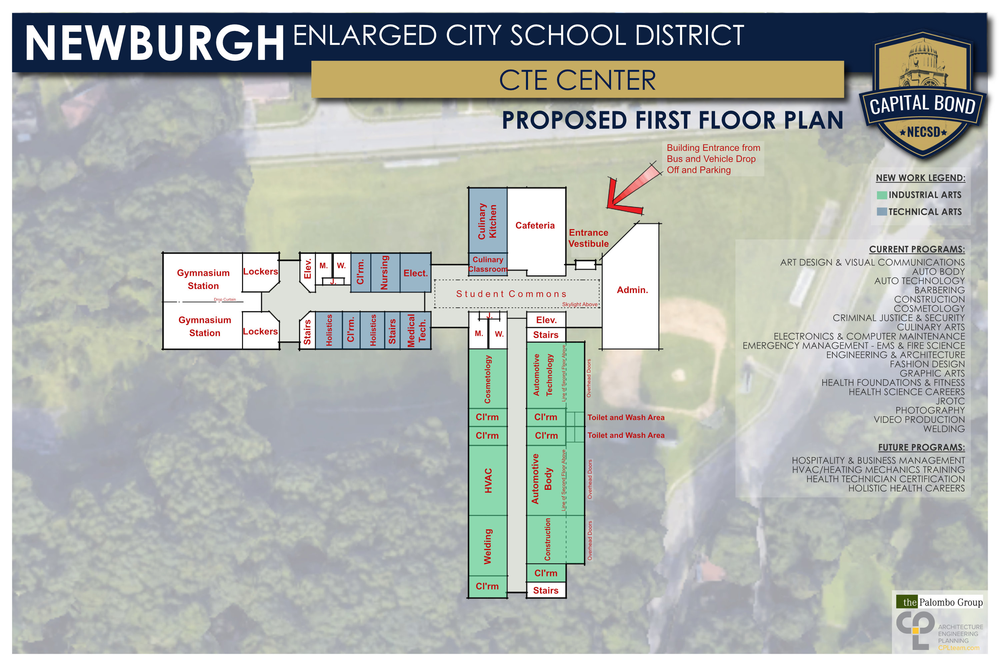 NEWBURGH ENLARGED CITY SCHOOL DISTRICT
CTE CENTER
PROPOSED FIRST FLOOR PLAN
CAPITAL BOND
NECSD
Building Entrance from
Bus and Vehicle Drop
Off and Parking
NEW WORK LEGEND:
INDUSTRIAL ARTS
TECHNICAL ARTS
Culinary
Kitchen
Cafeteria
Entrance
Vestibule
Culinary
Classroom
Gymnasium
Station
Lockers
Elev.
M.
W.
J.
Cl'rm.
Nursing
Elect.
Student Commons
Skylight Above
Admin.
Drop Curtain
Gymnasium
Station
Lockers
Stairs
Holistics
Cl'rm.
Holistics
Stairs
Medical
Tech.
J.
M.
W.
Elev.
Stairs
Cosmetology
Automotive
Technology
Line of Second Floor Above
Overhead Doors
Cl'rm
Cl'rm
Toilet and Wash Area
Cl'rm
Cl'rm
Toilet and Wash Area
HVAC
Automotive
Body
Line of Second Floor Above
Overhead Doors
Welding
Construction
Overhead Doors
Cl'rm
Cl'rm
Stairs
CURRENT PROGRAMS:
ART DESIGN & VISUAL COMMUNICATIONS
AUTO BODY
AUTO TECHNOLOGY
BARBERING
CONSTRUCTION
COSMETOLOGY
CRIMINAL JUSTICE & SECURITY
CULINARY ARTS
ELECTRONICS & COMPUTER MAINTENANCE
EMERGENCY MANAGEMENT - EMS & FIRE SCIENCE
ENGINEERING & ARCHITECTURE
FASHION DESIGN
GRAPHIC ARTS
HEALTH FOUNDATIONS & FITNESS
HEALTH SCIENCE CAREERS
JROTC
PHOTOGRAPHY
VIDEO PRODUCTION
WELDING
FUTURE PROGRAMS:
HOSPITALITY & BUSINESS MANAGEMENT
HVAC/HEATING MECHANICS TRAINING
HEALTH TECHNICIAN CERTIFICATION
HOLISTIC HEALTH CAREERS
the Palombo Group
CPL
ARCHITECTURE
ENGINEERING
PLANNING
CPLteam.com